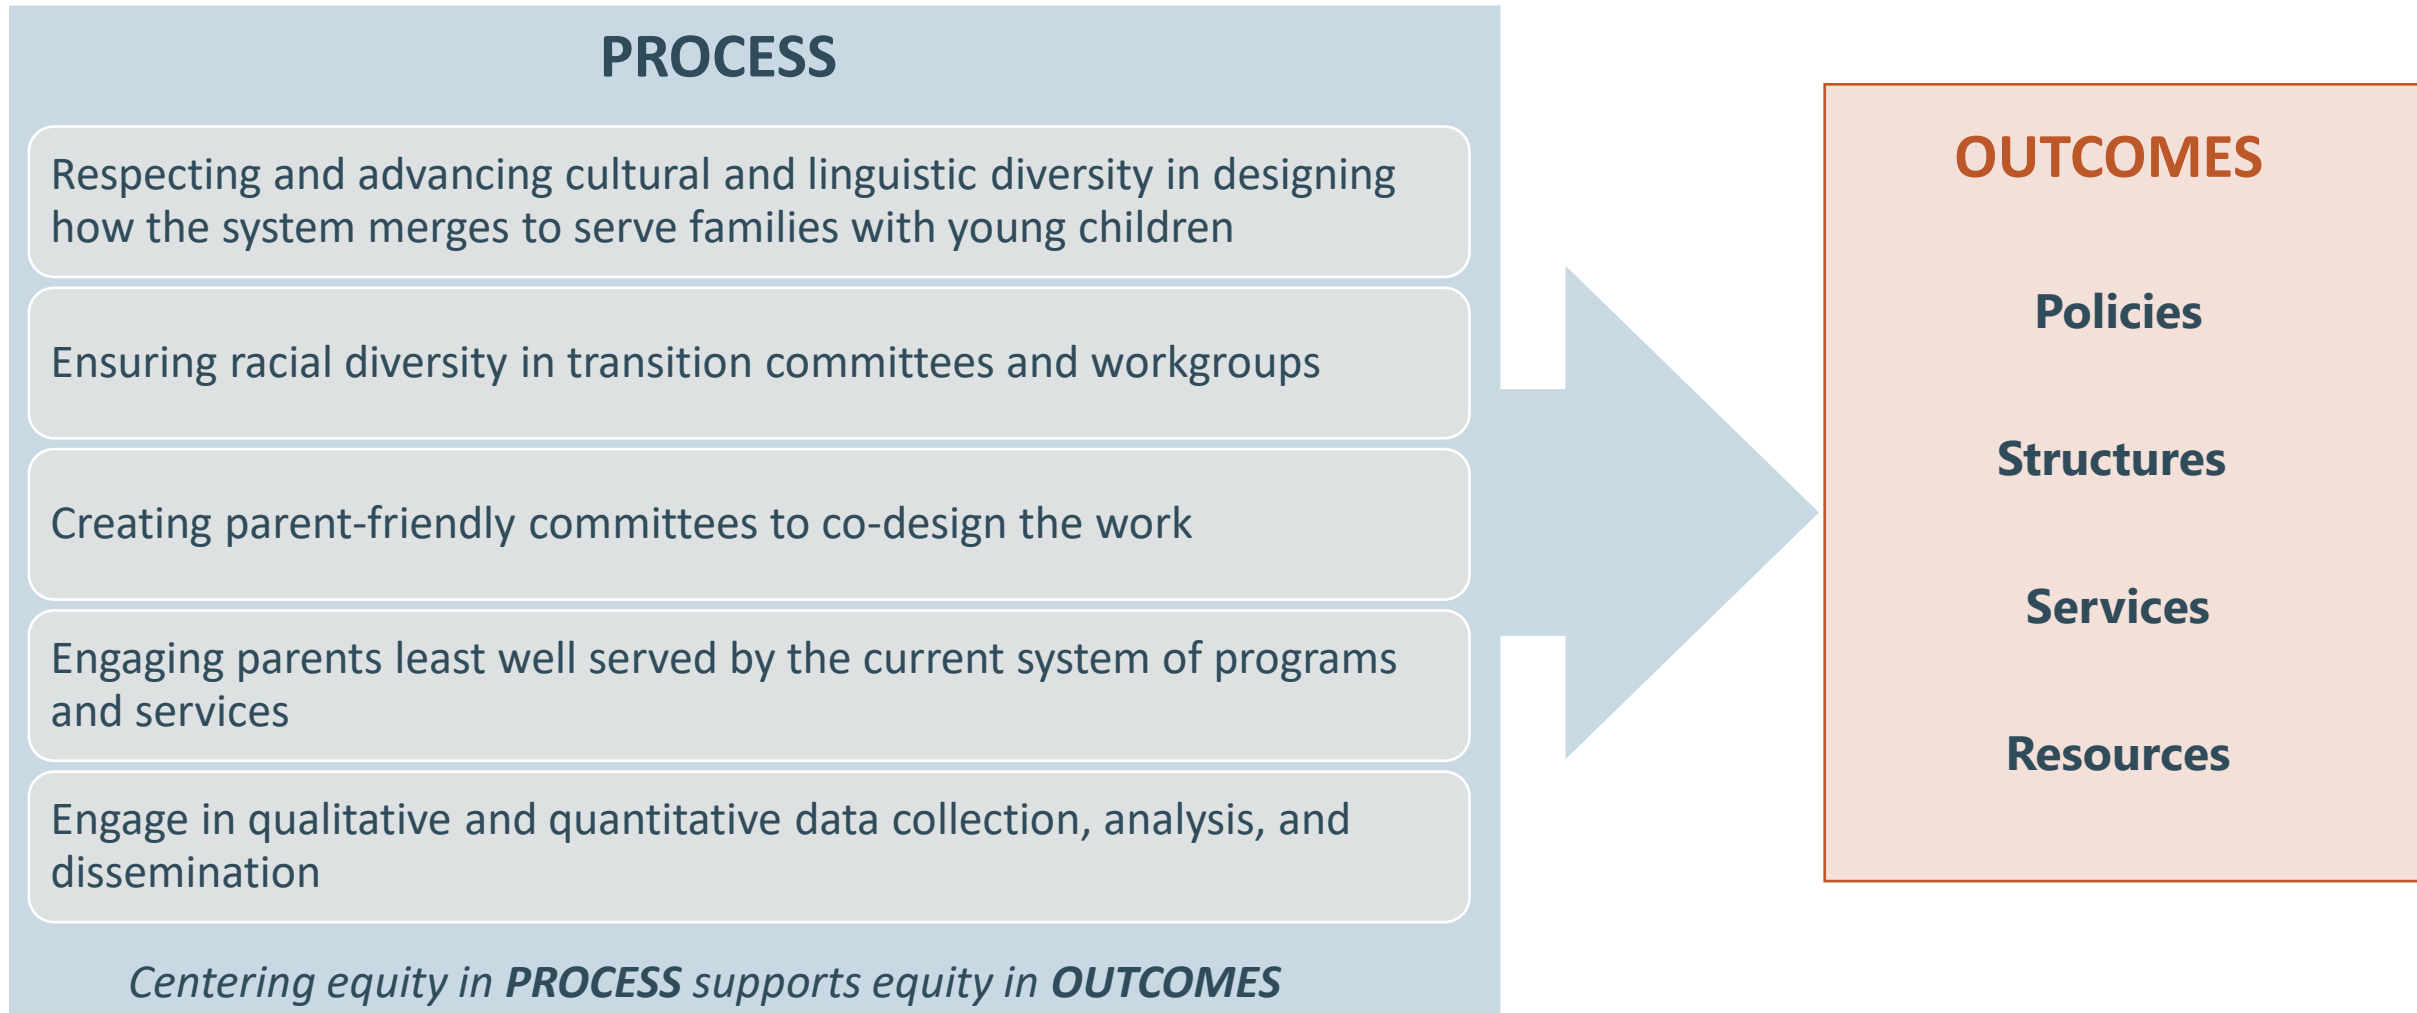 PROCESS
Respecting and advancing cultural and linguistic diversity in designing
how the system merges to serve families with young children
Ensuring racial diversity in transition committees and workgroups
Creating parent-friendly committees to co-design the work
Engaging parents least well served by the current system of programs
and services
Engage in qualitative and quantitative data collection, analysis, and
dissemination
Centering equity in PROCESS supports equity in OUTCOMES
OUTCOMES
Policies
Structures
Services
Resources